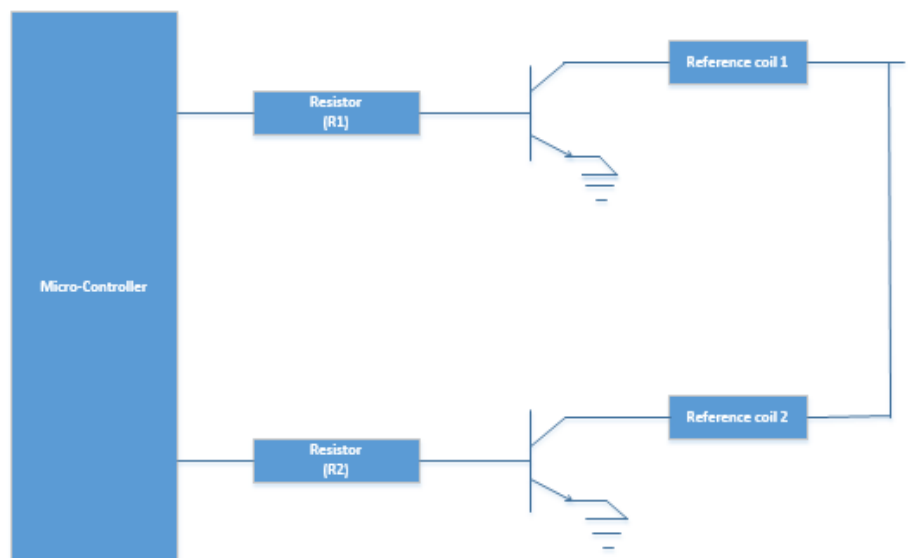 Reference coil 1
Resistor
(R1)
Micro-Controller
Reference coil 2
Resistor
(R2)